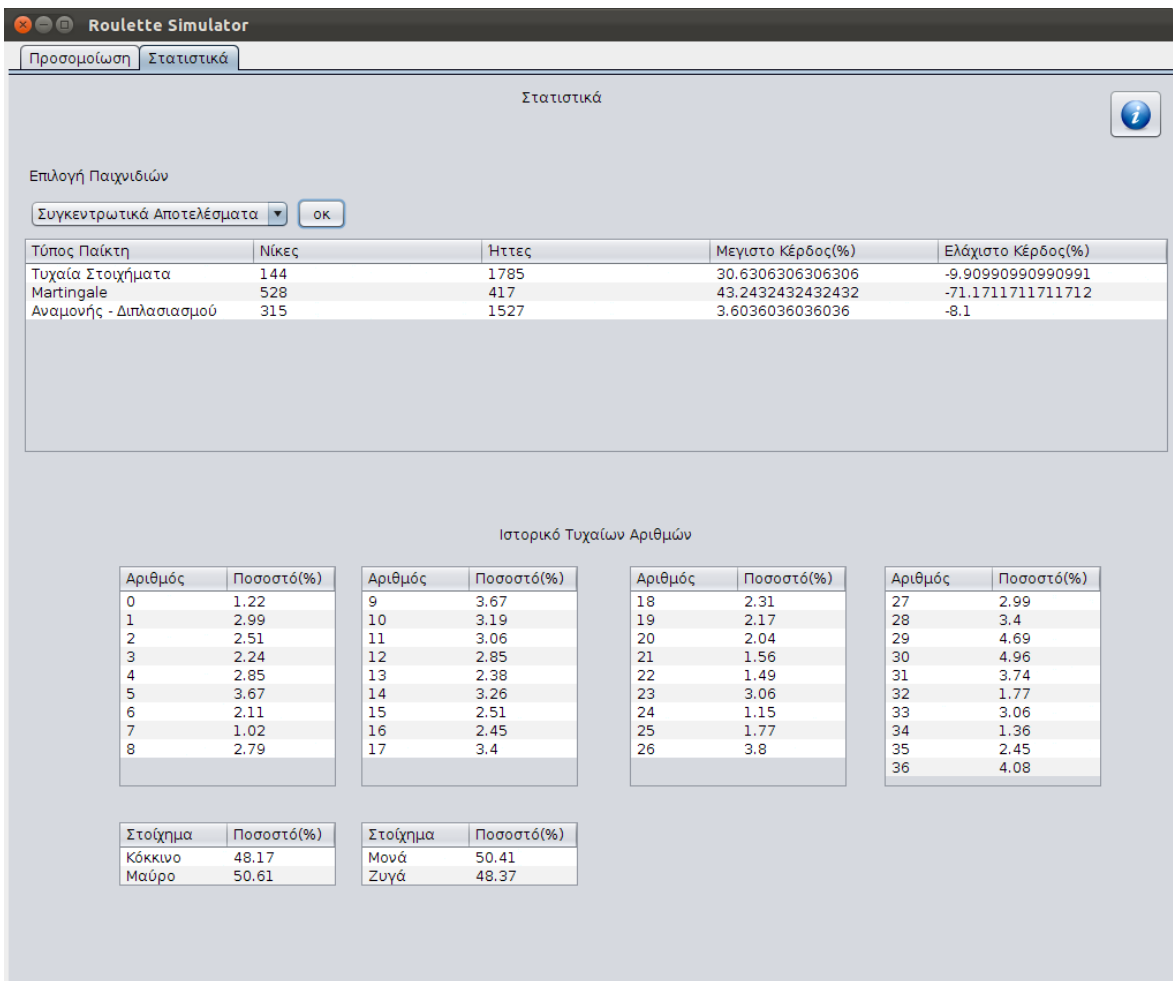 Roulette Simulator
Προσομοίωση Στατιστικά
Στατιστικά
Επιλογή Παιχνιδιών
Συγκεντρωτικά Αποτελέσματα οκ
Τύπος Παίκτη Νίκες Ήττες Μεγιστο Κέρδος(%) Ελάχιστο Κέρδος(%)
Τυχαία Στοιχήματα 144 1785 30.6306306306306 -9.90990990990991
Martingale 528 417 43.2432432432432 -71.1711711711712
Αναμονής - Διπλασιασμού 315 1527 3.6036036036036 -8.1
Ιστορικό Τυχαίων Αριθμών
Αριθμός Ποσοστό(%) Αριθμός Ποσοστό(%) Αριθμός Ποσοστό(%) Αριθμός Ποσοστό(%)
0 1.22 9 3.67 18 2.31 27 2.99
1 2.99 10 3.19 19 2.17 28 3.4
2 2.51 11 3.06 20 2.04 29 4.69
3 2.24 12 2.85 21 1.56 30 4.96
4 2.85 13 2.38 22 1.49 31 3.74
5 3.67 14 3.26 23 3.06 32 1.77
6 2.11 15 2.51 24 1.15 33 3.06
7 1.02 16 2.45 25 1.77 34 1.36
8 2.79 17 3.4 26 3.8 35 2.45
36 4.08
Στοίχημα Ποσοστό(%) Στοίχημα Ποσοστό(%)
Κόκκινο 48.17 Μονά 50.41
Μαύρο 50.61 Ζυγά 48.37